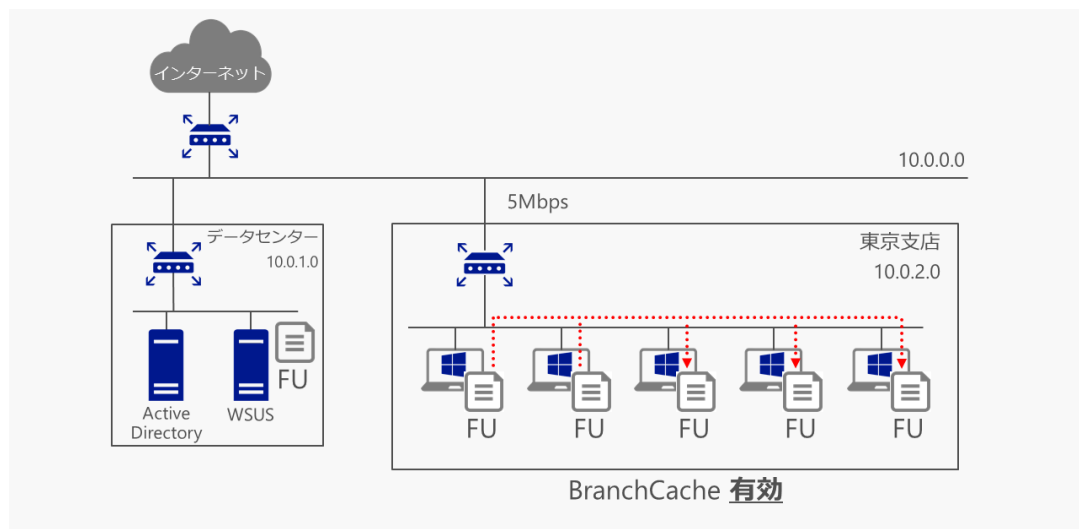 インターネット
10.0.0.0
5Mbps
データセンター
10.0.1.0
FU
Active
Directory
WSUS
東京支店
10.0.2.0
FU
FU
FU
FU
FU
BranchCache 有効